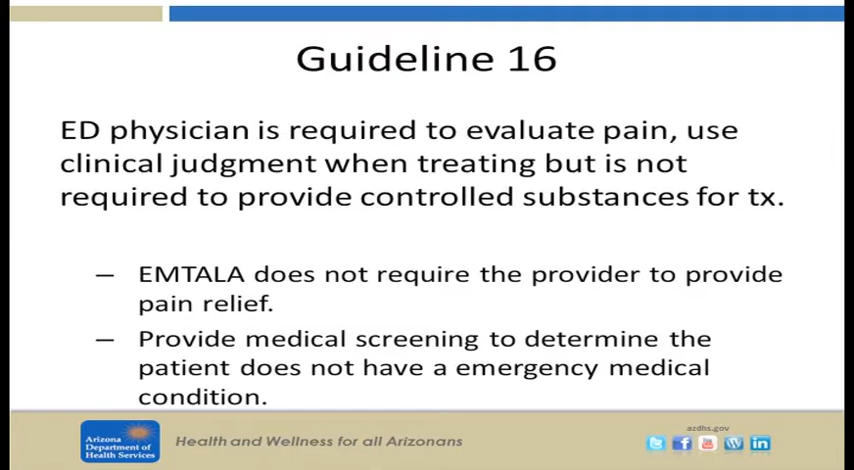 Guideline 16
ED physician is required to evaluate pain, use
clinical judgment when treating but is not
required to provide controlled substances for tx.
– EMTALA does not require the provider to provide
pain relief.
– Provide medical screening to determine the
patient does not have a emergency medical
condition.
Arizona
Department of
Health Services
Health and Wellness for all Arizonans
azdhs.gov
You
Tube
W
in